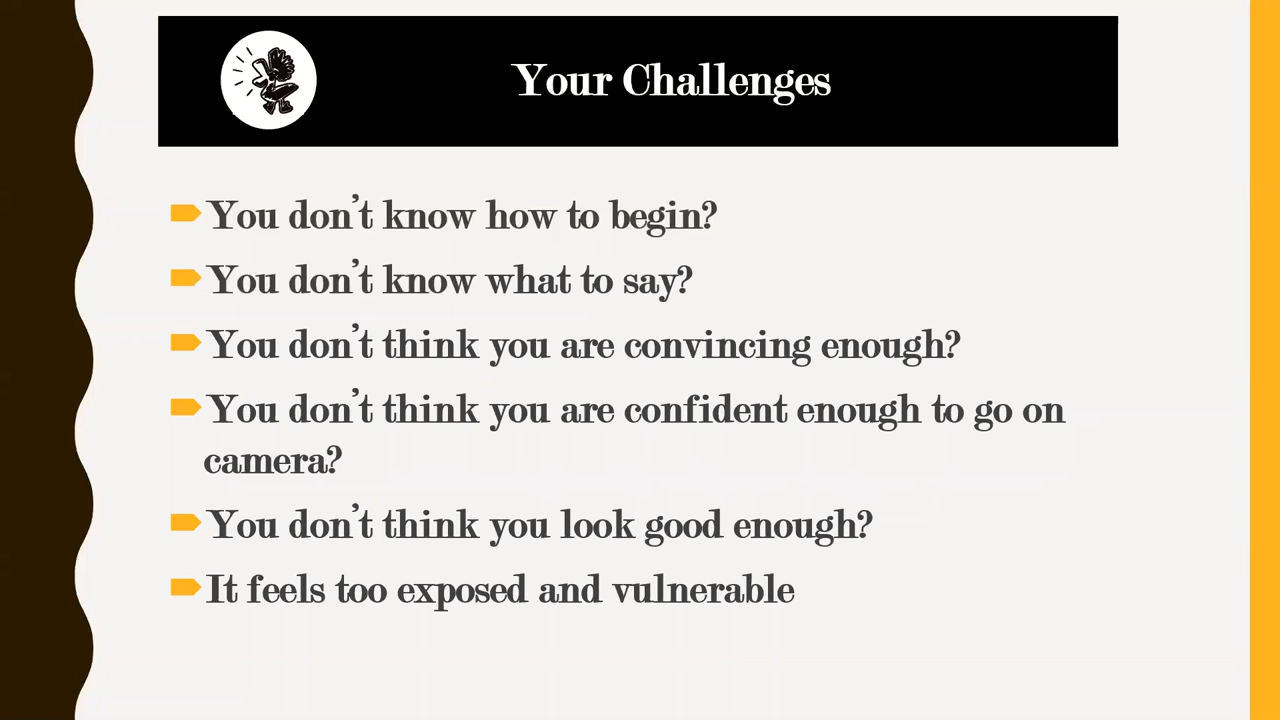 Your Challenges
You don't know how to begin?
You don't know what to say?
You don't think you are convincing enough?
You don't think you are confident enough to go on
camera?
You don't think you look good enough?
It feels too exposed and vulnerable